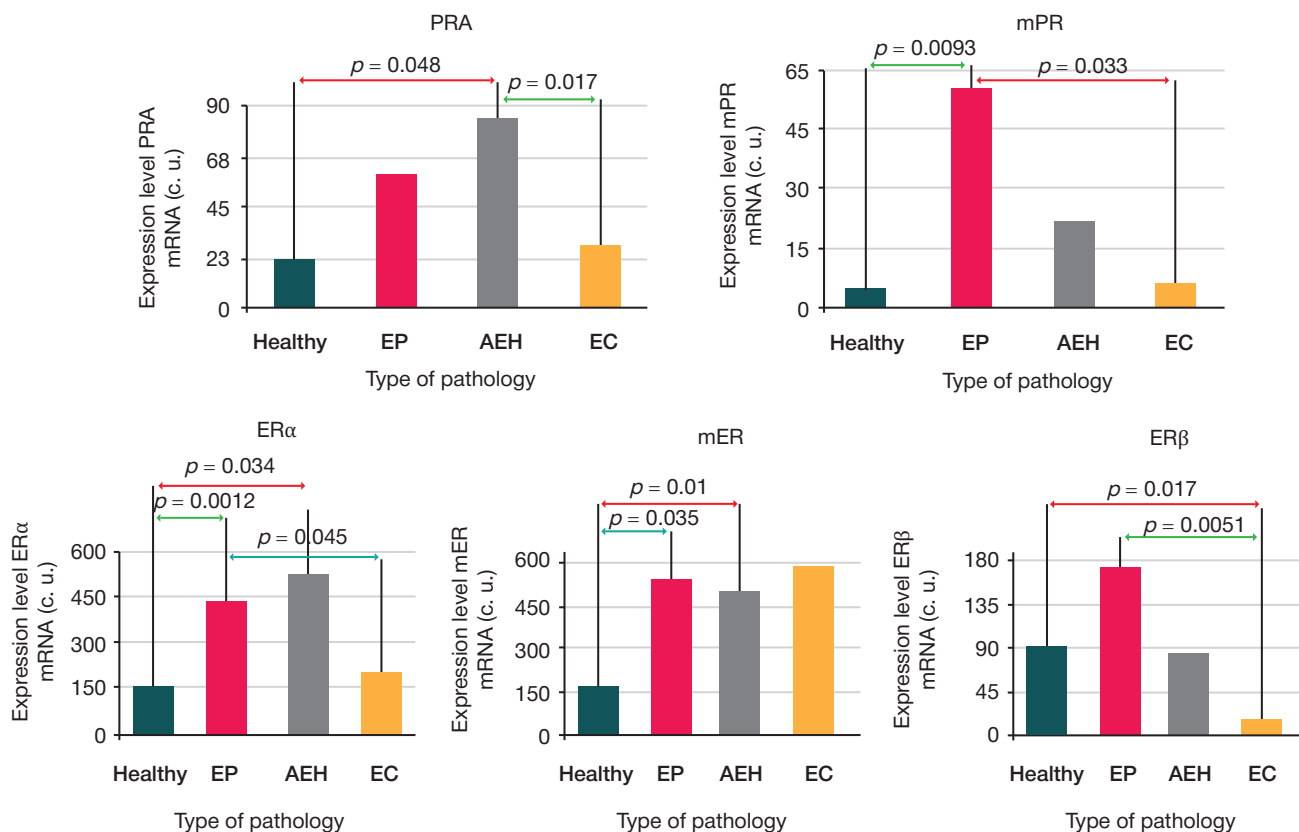 PRA
p = 0.048
p = 0.017
90
68
45
23
0
Expression level PRA
mRNA (c. u.)
Healthy EP AEH EC
Type of pathology
mPR
p = 0.0093
p = 0.033
65
45
30
15
0
Expression level mPR
mRNA (c. u.)
Healthy EP AEH EC
Type of pathology
ERα
p = 0.034
p = 0.0012
p = 0.045
600
450
300
150
0
Expression level ERα
mRNA (c. u.)
Healthy EP AEH EC
Type of pathology
mER
p = 0.01
p = 0.035
600
450
300
150
0
Expression level mER
mRNA (c. u.)
Healthy EP AEH EC
Type of pathology
ERβ
p = 0.017
p = 0.0051
180
135
90
45
0
Expression level ERβ
mRNA (c. u.)
Healthy EP AEH EC
Type of pathology